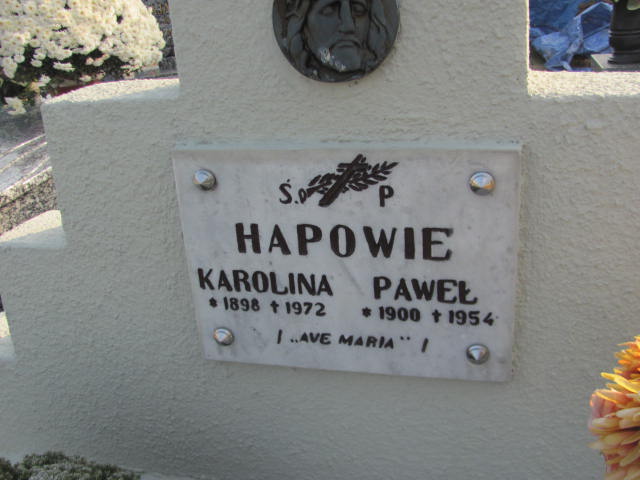 Ś. P
HAPOWIE
KAROLINA PAWEŁ
* 1898 † 1972 * 1900 † 1954
/ „AVE MARIA" /